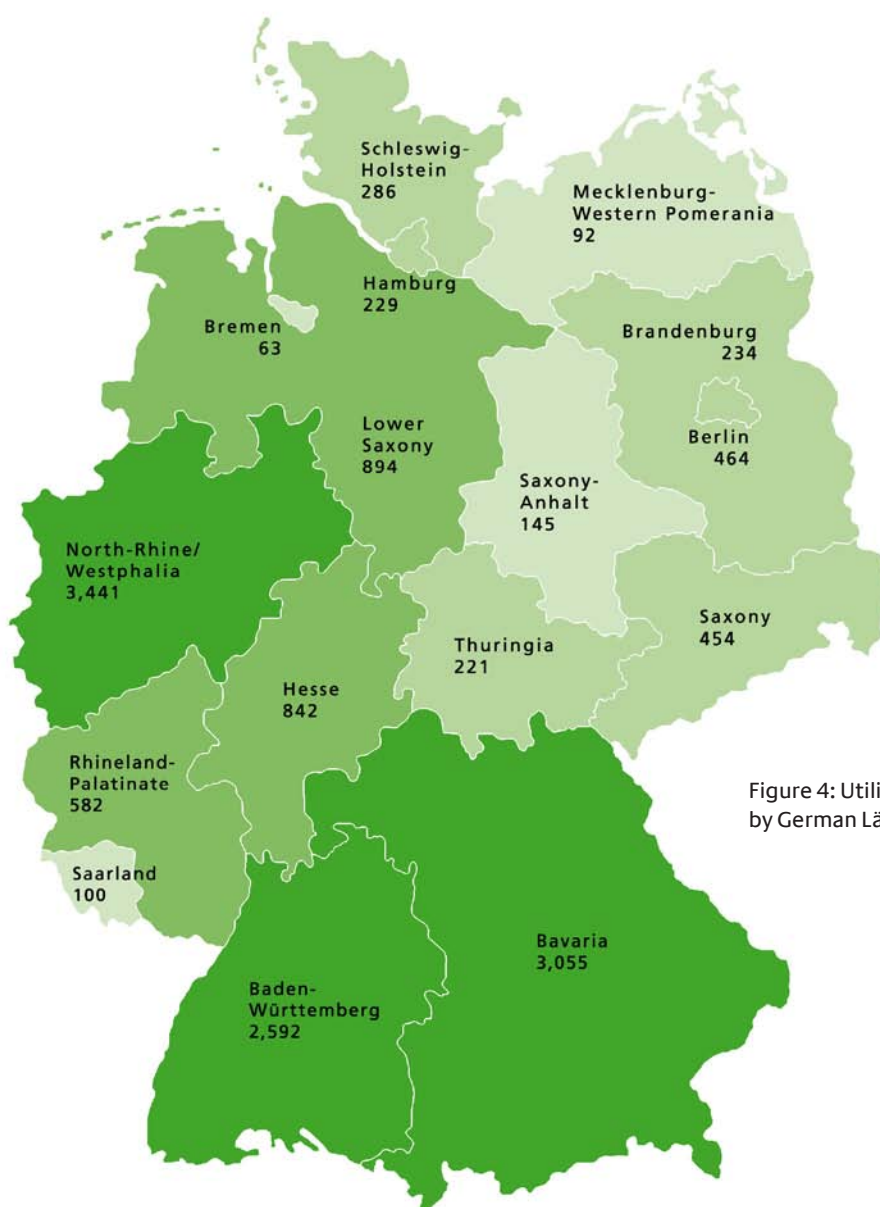 Schleswig-
Holstein
286
Mecklenburg-
Western Pomerania
92
Hamburg
229
Bremen
63
Brandenburg
234
Berlin
464
Lower
Saxony
894
Saxony-
Anhalt
145
North-Rhine/
Westphalia
3,441
Saxony
454
Thuringia
221
Hesse
842
Rhineland-
Palatinate
582
Figure 4: Utili
by German Lä
Saarland
100
Bavaria
3,055
Baden-
Württemberg
2,592